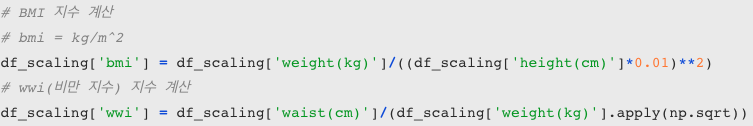 # BMI 지수 계산
# bmi = kg/m^2
df_scaling['bmi'] = df_scaling['weight(kg)']/((df_scaling['height(cm)']*0.01)**2)
# wwi(비만 지수) 지수 계산
df_scaling['wwi'] = df_scaling['waist(cm)']/(df_scaling['weight(kg)'].apply(np.sqrt))